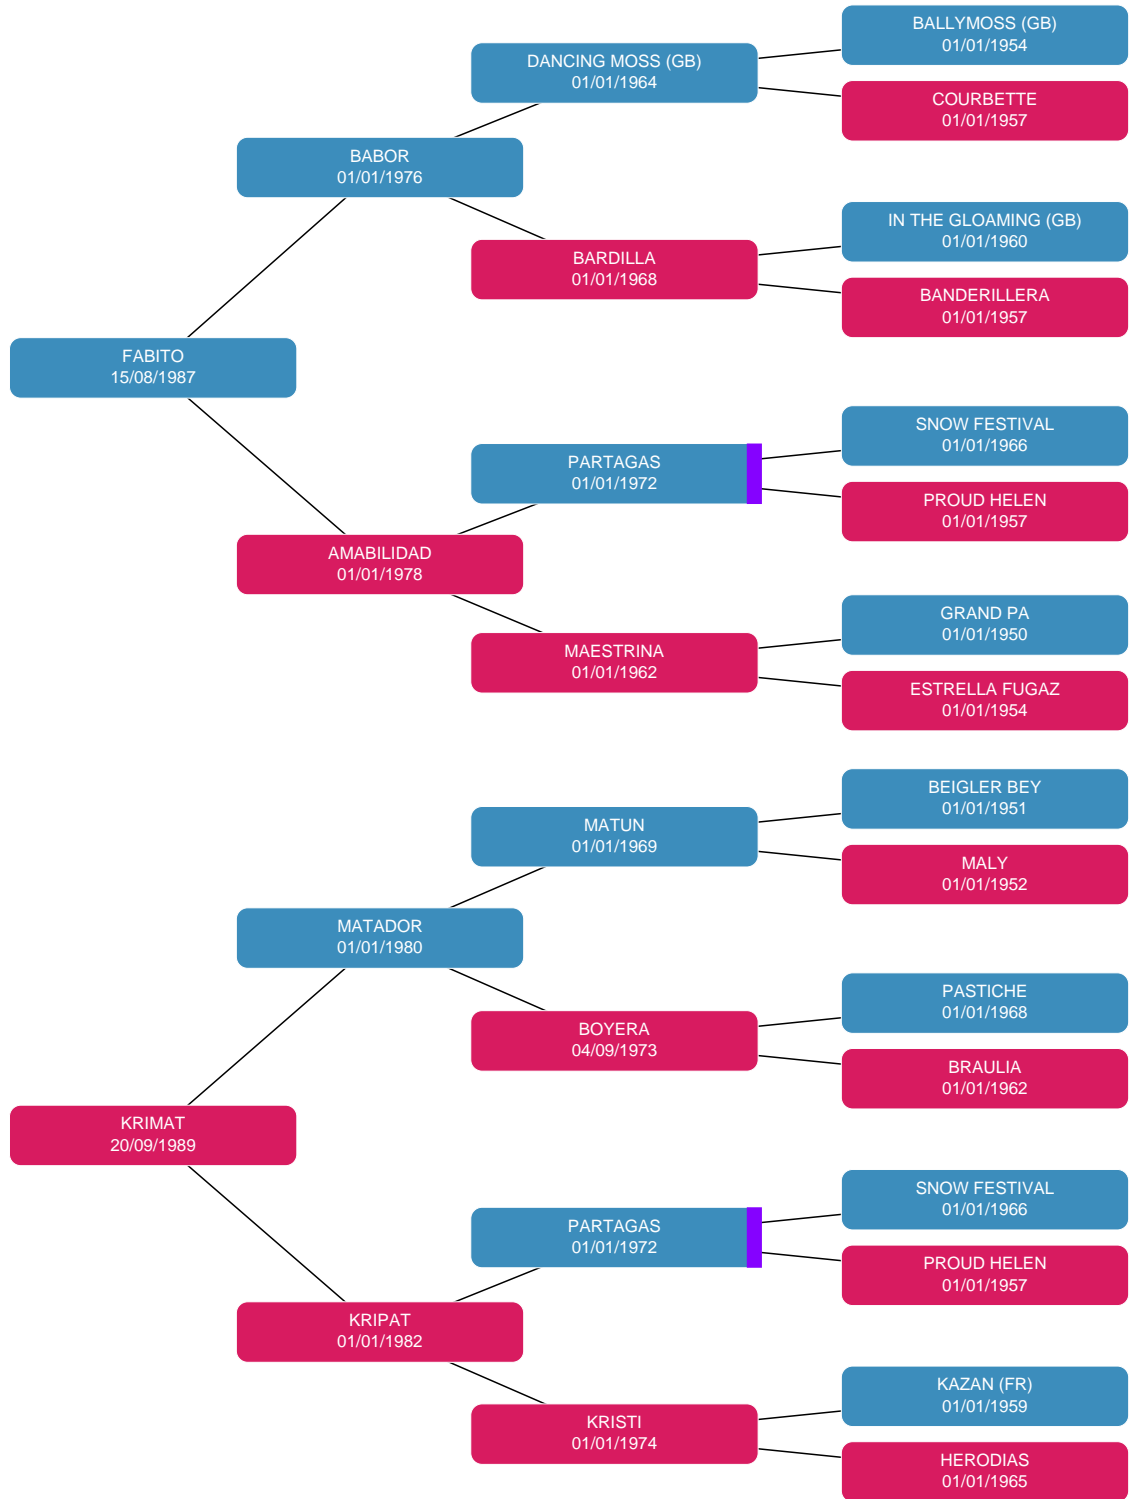 BALLYMOSS (GB)
01/01/1954
DANCING MOSS (GB)
01/01/1964
COURBETTE
01/01/1957
BABOR
01/01/1976
IN THE GLOAMING (GB)
01/01/1960
BARDILLA
01/01/1968
BANDERILLERA
01/01/1957
FABITO
15/08/1987
SNOW FESTIVAL
01/01/1966
PARTAGAS
01/01/1972
PROUD HELEN
01/01/1957
AMABILIDAD
01/01/1978
GRAND PA
01/01/1950
MAESTRINA
01/01/1962
ESTRELLA FUGAZ
01/01/1954
BEIGLER BEY
01/01/1951
MATUN
01/01/1969
MALY
01/01/1952
MATADOR
01/01/1980
PASTICHE
01/01/1968
BOYERA
04/09/1973
BRAULIA
01/01/1962
KRIMAT
20/09/1989
SNOW FESTIVAL
01/01/1966
PARTAGAS
01/01/1972
PROUD HELEN
01/01/1957
KRIPAT
01/01/1982
KAZAN (FR)
01/01/1959
KRISTI
01/01/1974
HERODIAS
01/01/1965